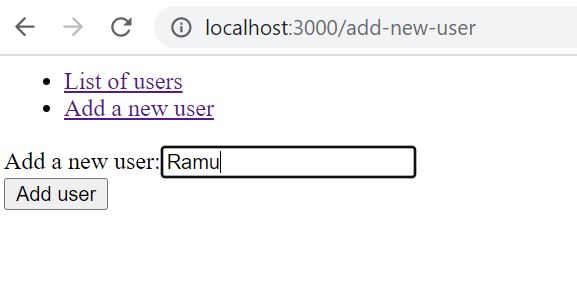 localhost:3000/add-new-user
List of users
Add a new user
Add a new user: Ramu
Add user